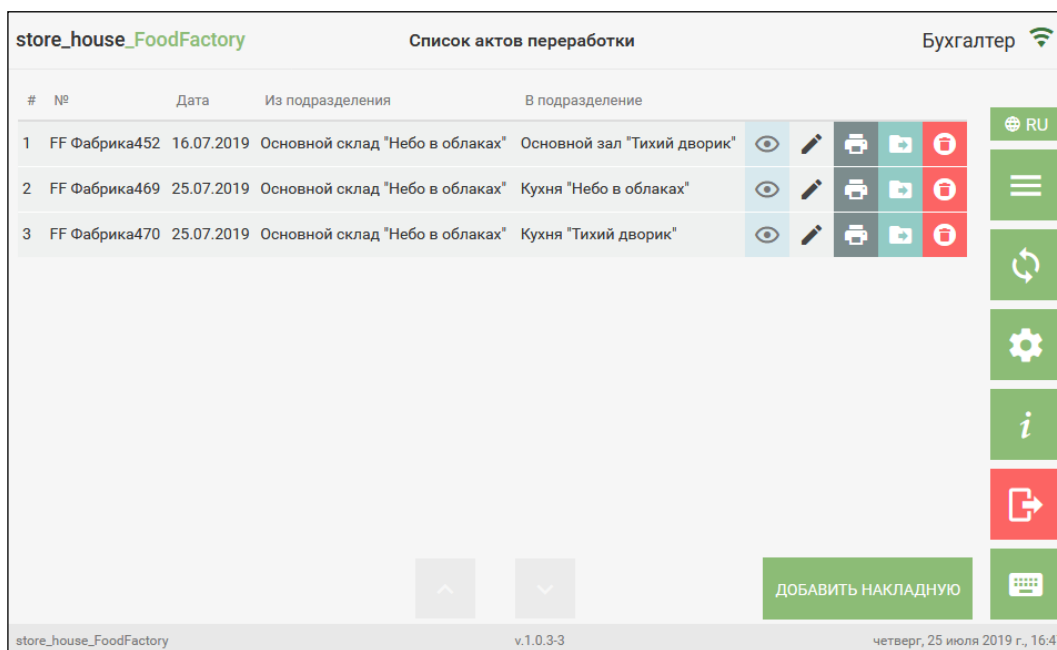 store_house_FoodFactory Список актов переработки Бухгалтер
# № Дата Из подразделения В подразделение
RU
1 FF Фабрика452 16.07.2019 Основной склад "Небо в облаках" Основной зал "Тихий дворик"
2 FF Фабрика469 25.07.2019 Основной склад "Небо в облаках" Кухня "Небо в облаках"
3 FF Фабрика470 25.07.2019 Основной склад "Небо в облаках" Кухня "Тихий дворик"
i
ДОБАВИТЬ НАКЛАДНУЮ
store_house_FoodFactory v.1.0.3-3 четверг, 25 июля 2019 г.,